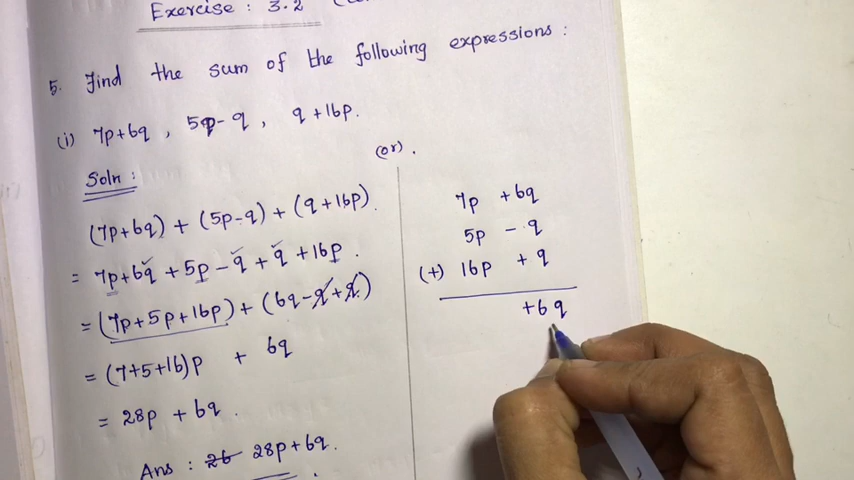 Exercise : 3.2
5. Find the sum of the following expressions :
(i) 7p+6q , 5p-q , q+16p.
Soln :
(7p+6q) + (5p-q) + (q+16p)
= 7p+6q +5p -q +q +16p .
= (7p+5p+16p) + (6q-q+q)
= (7+5+16)p + 6q
= 28p + 6q .
Ans : 26 28p+6q .
(or) .
7p +6q
5p - q
(+) 16p + q
+6q